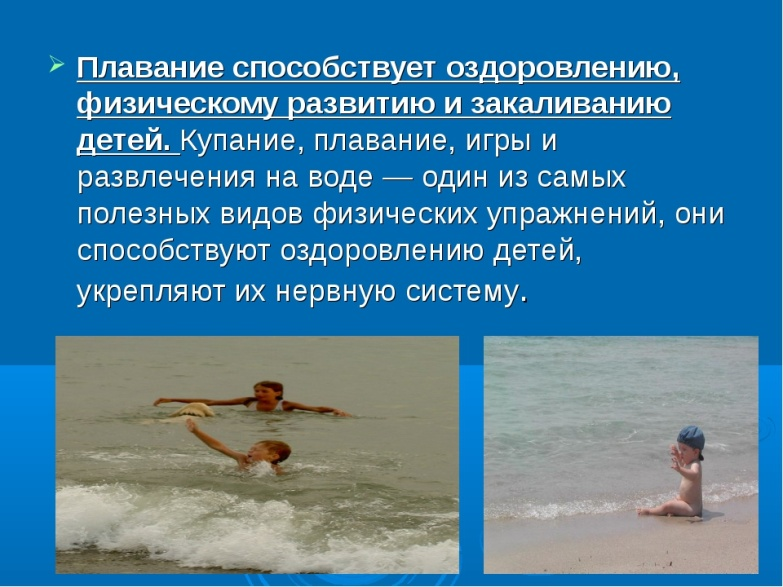 Плавание способствует оздоровлению,
физическому развитию и закаливанию
детей. Купание, плавание, игры и
развлечения на воде — один из самых
полезных видов физических упражнений, они
способствуют оздоровлению детей,
укрепляют их нервную систему.